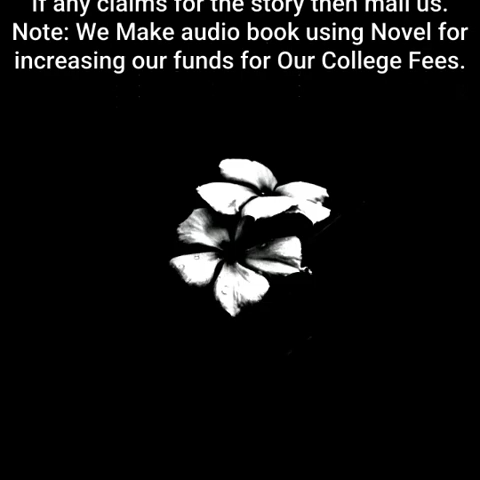 If any claims for the story then mail us.
Note: We Make audio book using Novel for
increasing our funds for Our College Fees.